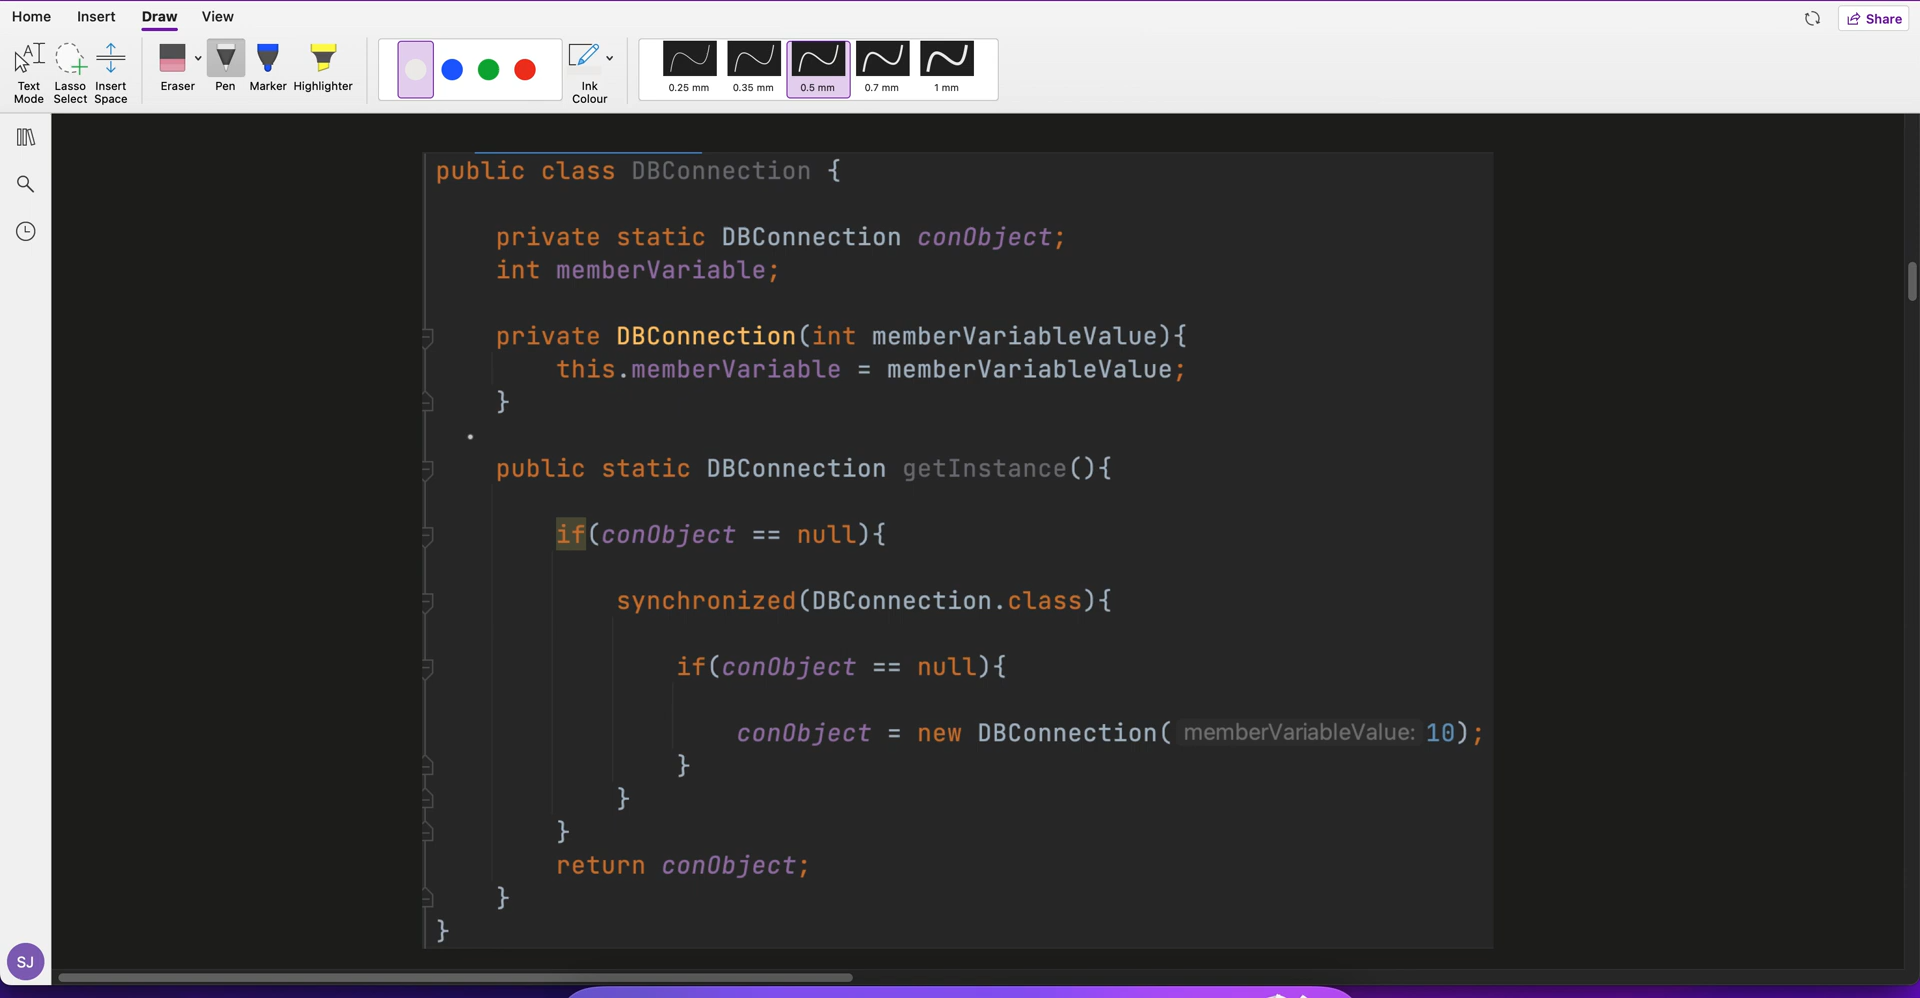 Home Insert Draw View
Share
Text Mode
Lasso Select
Insert Space
Eraser
Pen
Marker
Highlighter
Ink Colour
0.25 mm
0.35 mm
0.5 mm
0.7 mm
1 mm
public class DBConnection {
private static DBConnection conObject;
int memberVariable;
private DBConnection(int memberVariableValue){
this.memberVariable = memberVariableValue;
}
public static DBConnection getInstance(){
if(conObject == null){
synchronized(DBConnection.class){
if(conObject == null){
conObject = new DBConnection( memberVariableValue: 10);
}
}
}
return conObject;
}
}
SJ